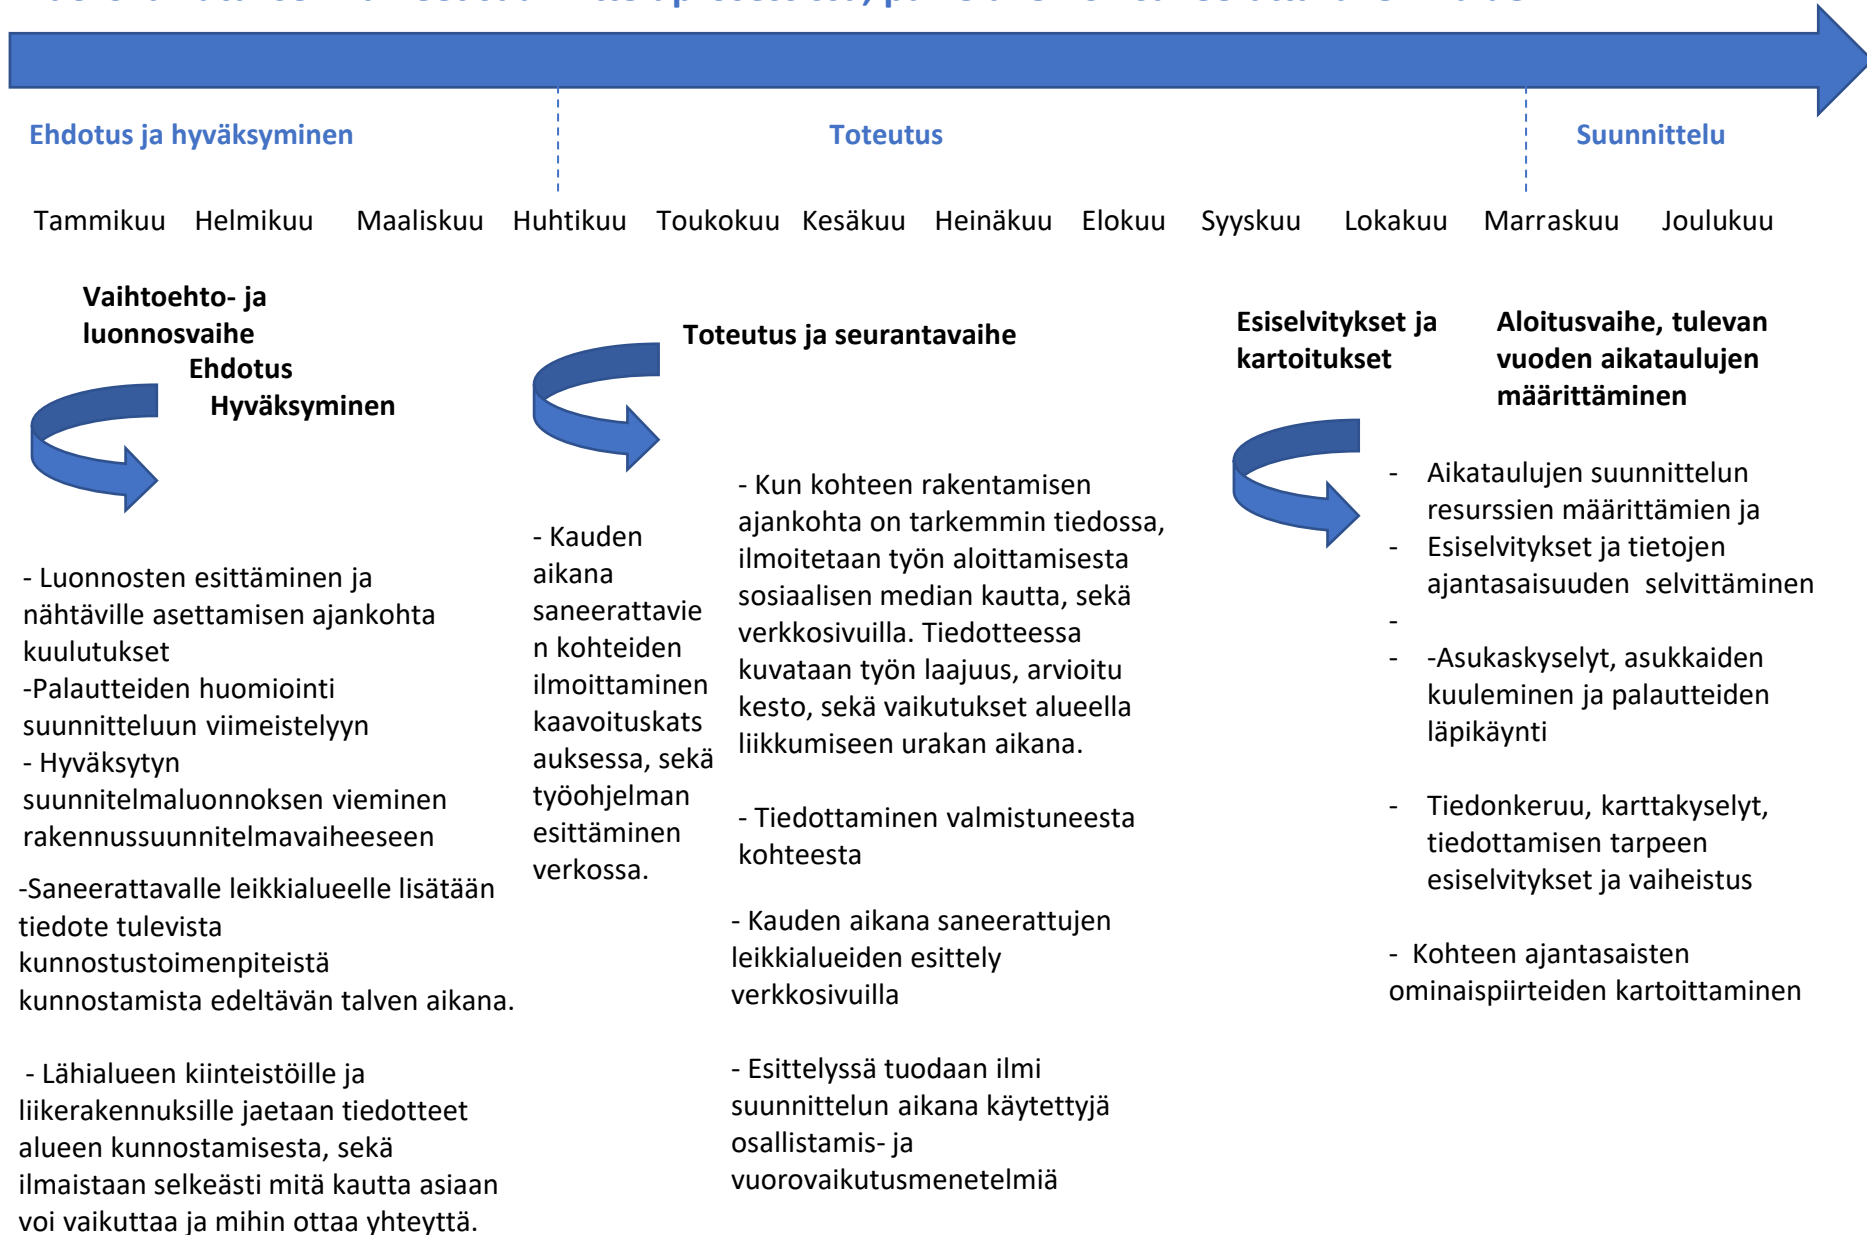 Ehdotus ja hyväksyminen
Toteutus
Suunnittelu
Tammikuu
Helmikuu
Maaliskuu
Huhtikuu
Toukokuu
Kesäkuu
Heinäkuu
Elokuu
Syyskuu
Lokakuu
Marraskuu
Joulukuu
Vaihtoehto- ja
luonnosvaihe
Ehdotus
Hyväksyminen
- Luonnosten esittäminen ja
nähtäville asettamisen ajankohta
kuulutukset
-Palautteiden huomiointi
suunnitteluun viimeistelyyn
- Hyväksytyn
suunnitelmaluonnoksen vieminen
rakennussuunnitelmavaiheeseen
-Saneerattavalle leikkialueelle lisätään
tiedote tulevista
kunnostustoimenpiteistä
kunnostamista edeltävän talven aikana.
- Lähialueen kiinteistöille ja
liikerakennuksille jaetaan tiedotteet
alueen kunnostamisesta, sekä
ilmaistaan selkeästi mitä kautta asiaan
voi vaikuttaa ja mihin ottaa yhteyttä.
Toteutus ja seurantavaihe
- Kauden
aikana
saneerattavie
n kohteiden
ilmoittaminen
kaavoituskats
auksessa, sekä
työohjelman
esittäminen
verkossa.
- Kun kohteen rakentamisen
ajankohta on tarkemmin tiedossa,
ilmoitetaan työn aloittamisesta
sosiaalisen median kautta, sekä
verkkosivuilla. Tiedotteessa
kuvataan työn laajuus, arvioitu
kesto, sekä vaikutukset alueella
liikkumiseen urakan aikana.
- Tiedottaminen valmistuneesta
kohteesta
- Kauden aikana saneerattujen
leikkialueiden esittely
verkkosivuilla
- Esittelyssä tuodaan ilmi
suunnittelun aikana käytettyjä
osallistamis- ja
vuorovaikutusmenetelmiä
Esiselvitykset ja
kartoitukset
Aloitusvaihe, tulevan
vuoden aikataulujen
määrittäminen
- Aikataulujen suunnittelun
resurssien määrittämien ja
- Esiselvitykset ja tietojen
ajantasaisuuden selvittäminen
-
- -Asukaskyselyt, asukkaiden
kuuleminen ja palautteiden
läpikäynti
- Tiedonkeruu, karttakyselyt,
tiedottamisen tarpeen
esiselvitykset ja vaiheistus
- Kohteen ajantasaisten
ominaispiirteiden kartoittaminen